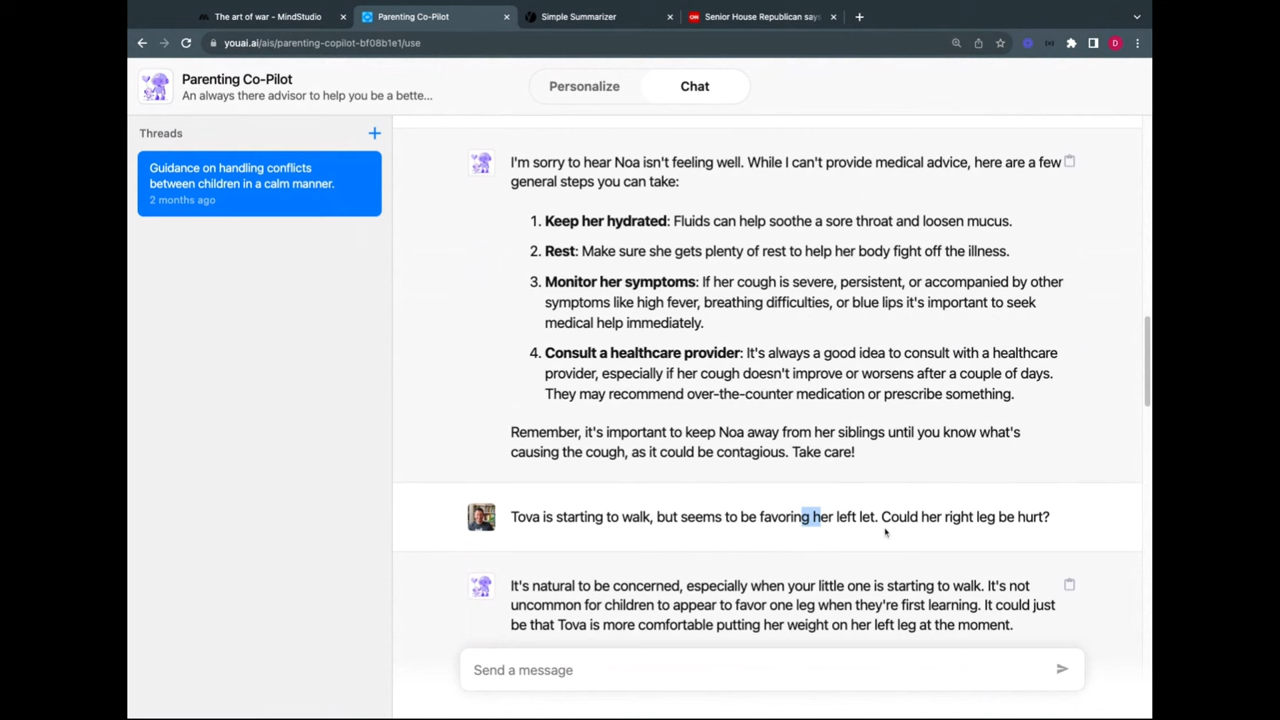 The art of war - MindStudio
Parenting Co-Pilot
Simple Summarizer
Senior House Republican says
youai.ai/ais/parenting-copilot-bf08b1e1/use
D
Parenting Co-Pilot
An always there advisor to help you be a bette...
Personalize
Chat
Threads
Guidance on handling conflicts
between children in a calm manner.
2 months ago
I'm sorry to hear Noa isn't feeling well. While I can't provide medical advice, here are a few
general steps you can take:
1. Keep her hydrated: Fluids can help soothe a sore throat and loosen mucus.
2. Rest: Make sure she gets plenty of rest to help her body fight off the illness.
3. Monitor her symptoms: If her cough is severe, persistent, or accompanied by other
symptoms like high fever, breathing difficulties, or blue lips it's important to seek
medical help immediately.
4. Consult a healthcare provider: It's always a good idea to consult with a healthcare
provider, especially if her cough doesn't improve or worsens after a couple of days.
They may recommend over-the-counter medication or prescribe something.
Remember, it's important to keep Noa away from her siblings until you know what's
causing the cough, as it could be contagious. Take care!
Tova is starting to walk, but seems to be favoring her left let. Could her right leg be hurt?
It's natural to be concerned, especially when your little one is starting to walk. It's not
uncommon for children to appear to favor one leg when they're first learning. It could just
be that Tova is more comfortable putting her weight on her left leg at the moment.
Send a message